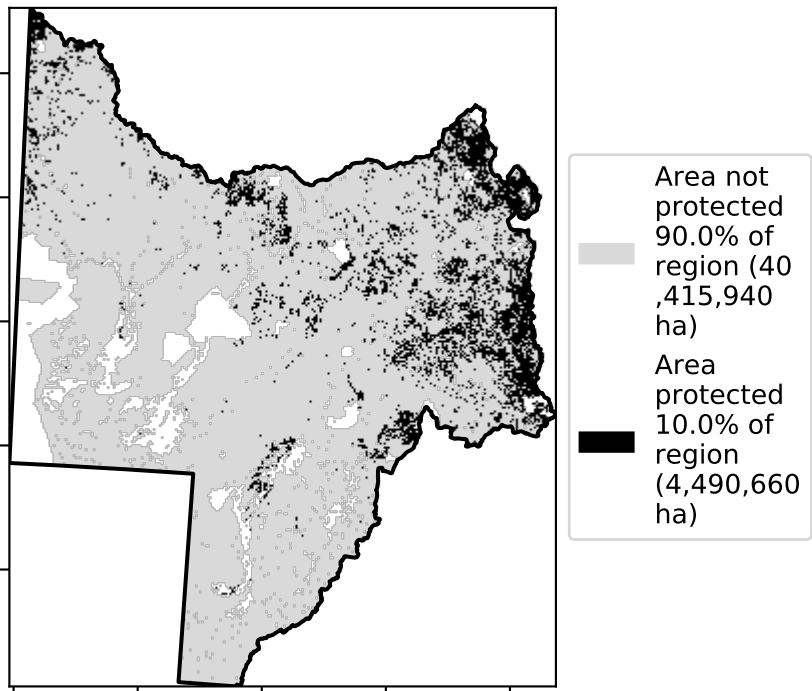 Area not
protected
90.0% of
region (40
,415,940
ha)
Area
protected
10.0% of
region
(4,490,660
ha)